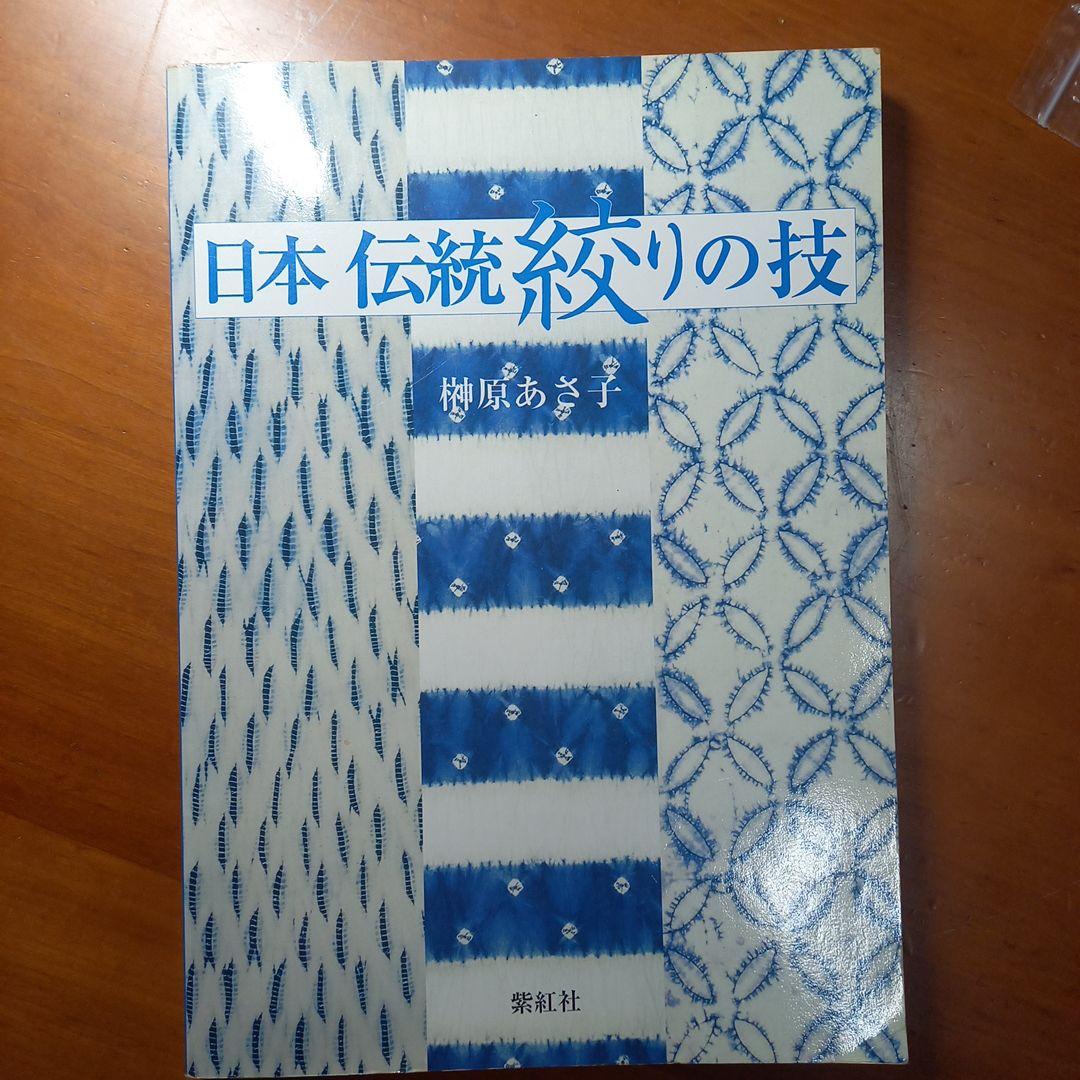 日本 伝統 絞りの技
榊原あさ子
紫紅社